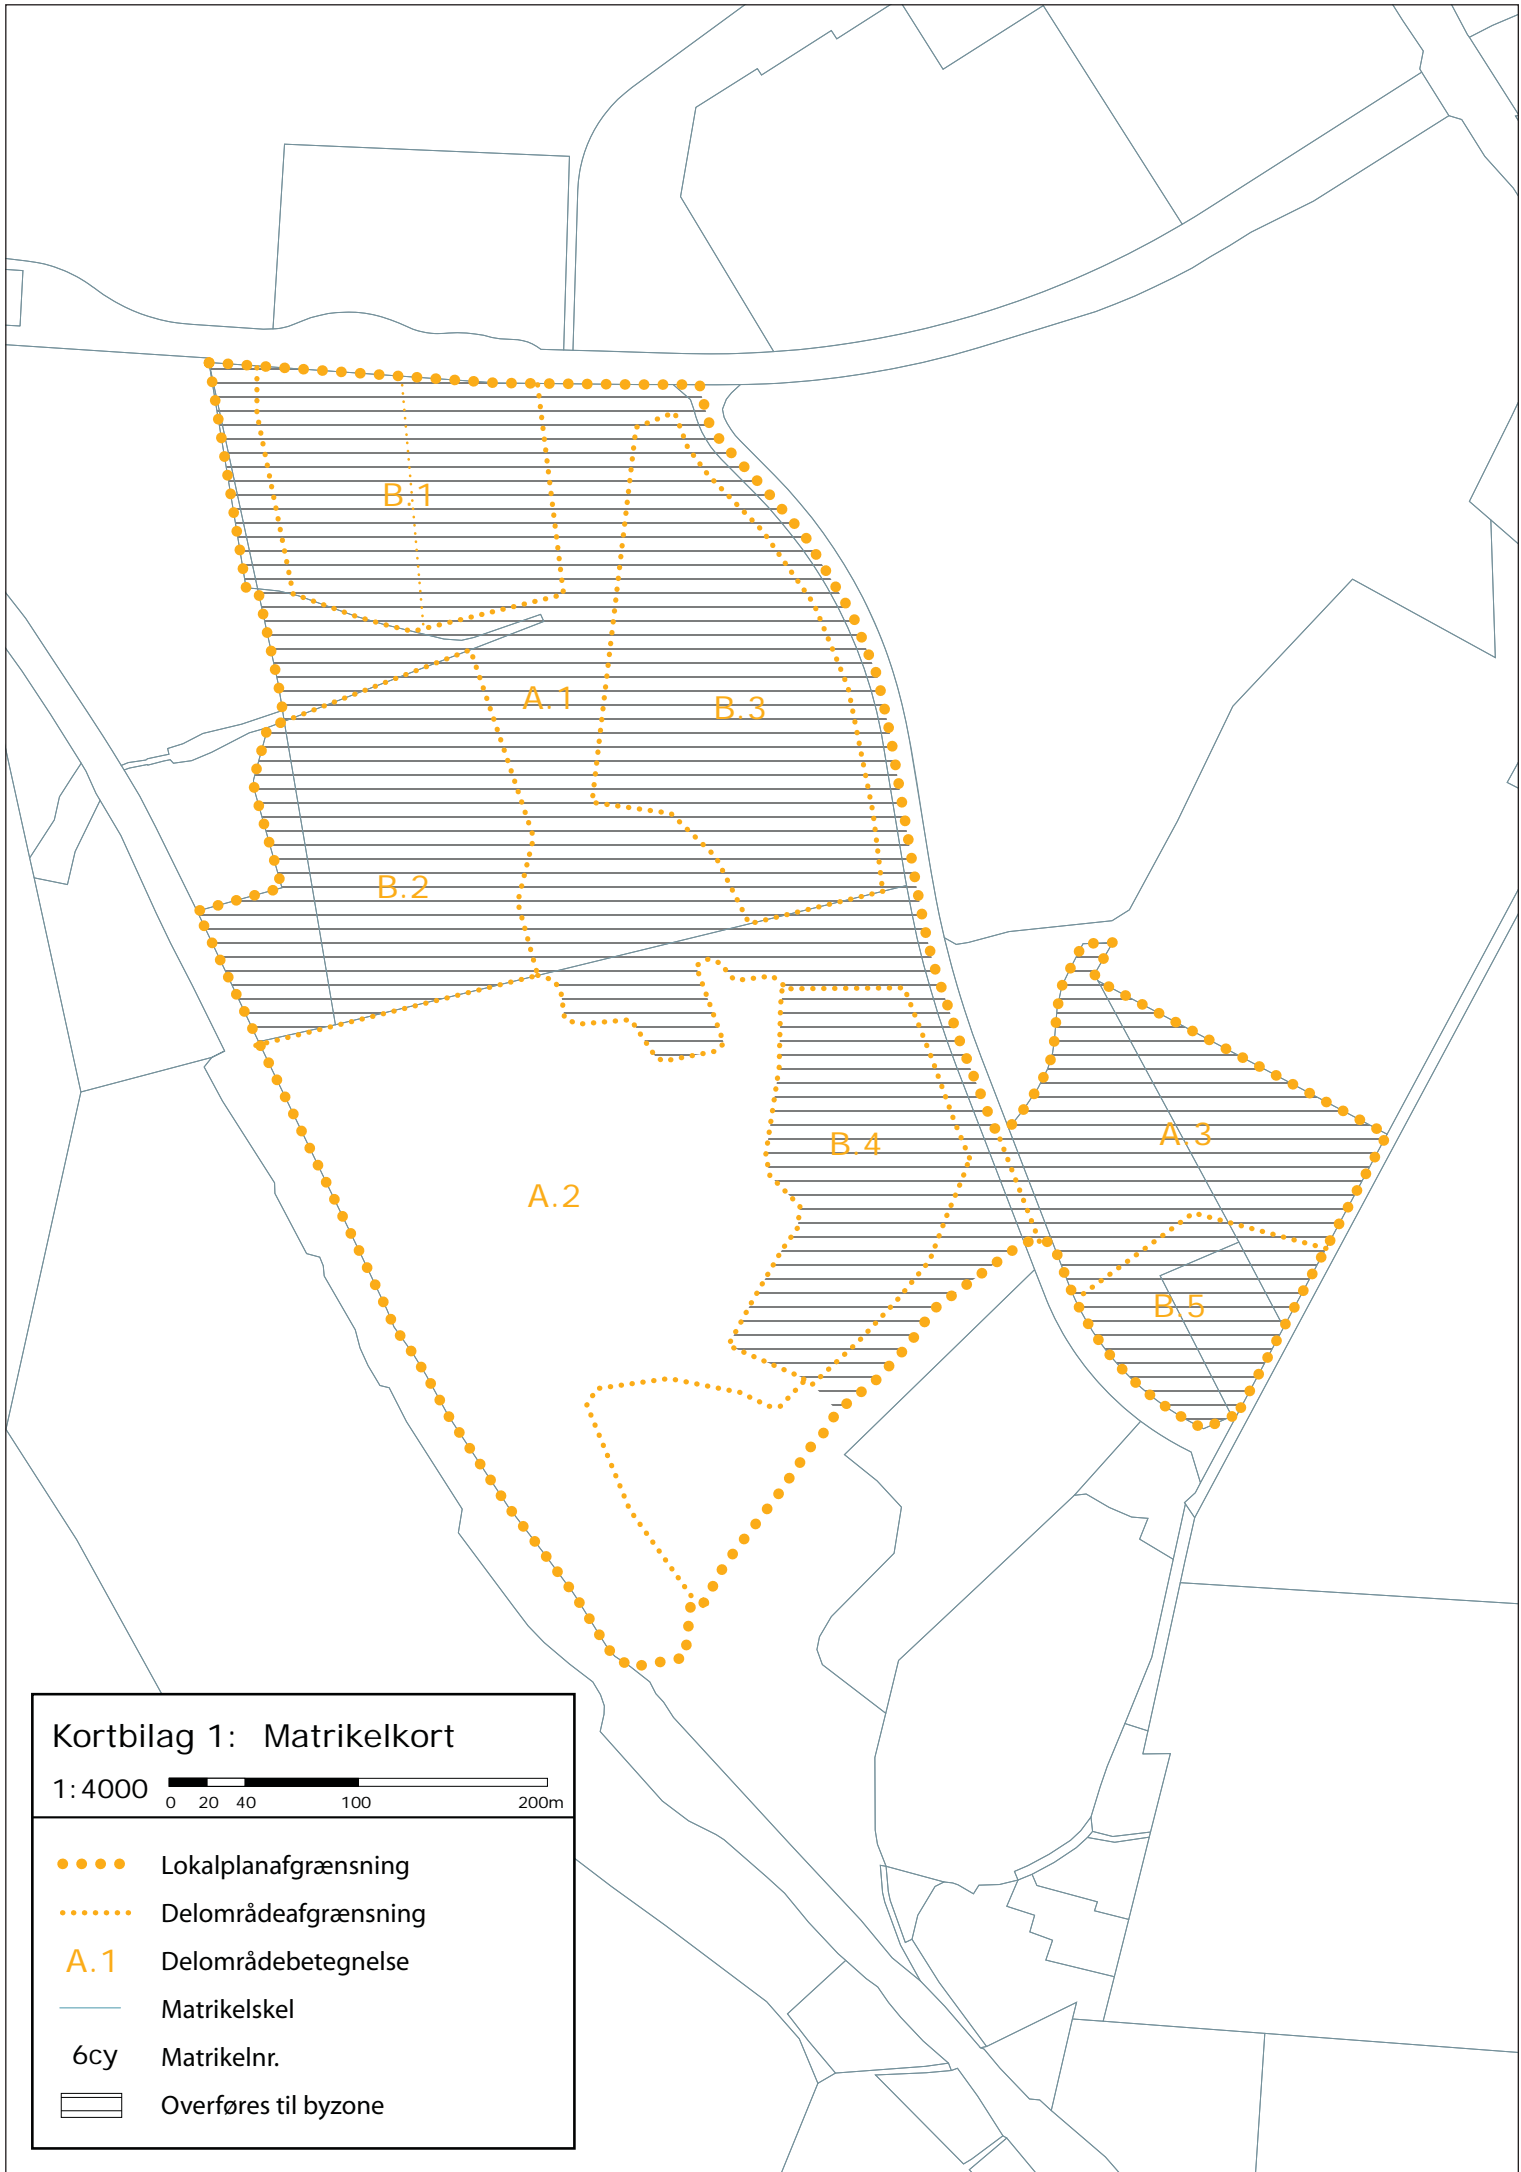 B.1
A.1
B.3
B.2
A.3
B.4
A.2
B.5
Kortbilag 1: Matrikelkort
1:4000
0 20 40 100 200m
Lokalplanafgrænsning
Delområdeafgrænsning
A.1 Delområdebetegnelse
Matrikelskel
6cy Matrikelnr.
Overføres til byzone